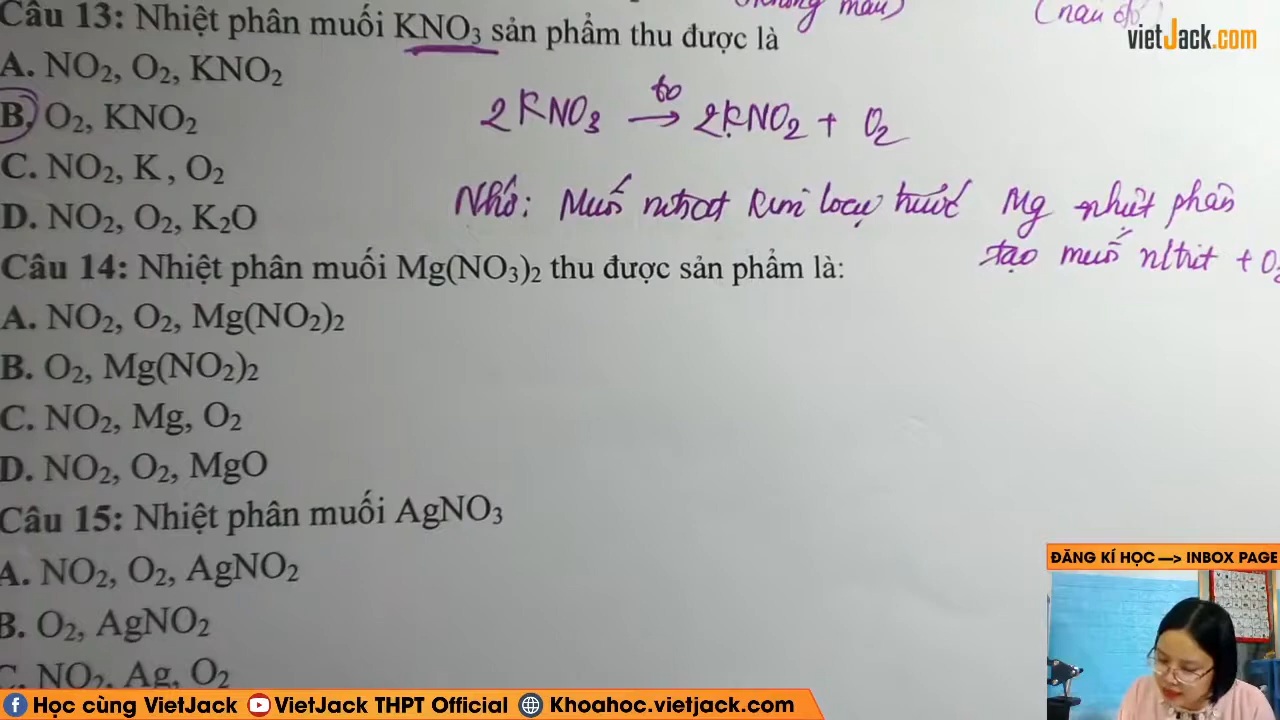 (nâu đỏ)
vietJack.com
Câu 13: Nhiệt phân muối KNO₃ sản phẩm thu được là
A. NO₂, O₂, KNO₂
B. O₂, KNO₂
2KNO₃ t⁰→ 2KNO₂ + O₂
C. NO₂, K , O₂
Nhớ: Muối nitrat kim loại trước Mg nhiệt phân
D. NO₂, O₂, K₂O
tạo muối nitrit + O₂
Câu 14: Nhiệt phân muối Mg(NO₃)₂ thu được sản phẩm là:
A. NO₂, O₂, Mg(NO₂)₂
B. O₂, Mg(NO₂)₂
C. NO₂, Mg, O₂
D. NO₂, O₂, MgO
Câu 15: Nhiệt phân muối AgNO₃
A. NO₂, O₂, AgNO₂
B. O₂, AgNO₂
C. NO₂, Ag, O₂
ĐĂNG KÍ HỌC —> INBOX PAGE
Học cùng VietJack VietJack THPT Official Khoahoc.vietjack.com